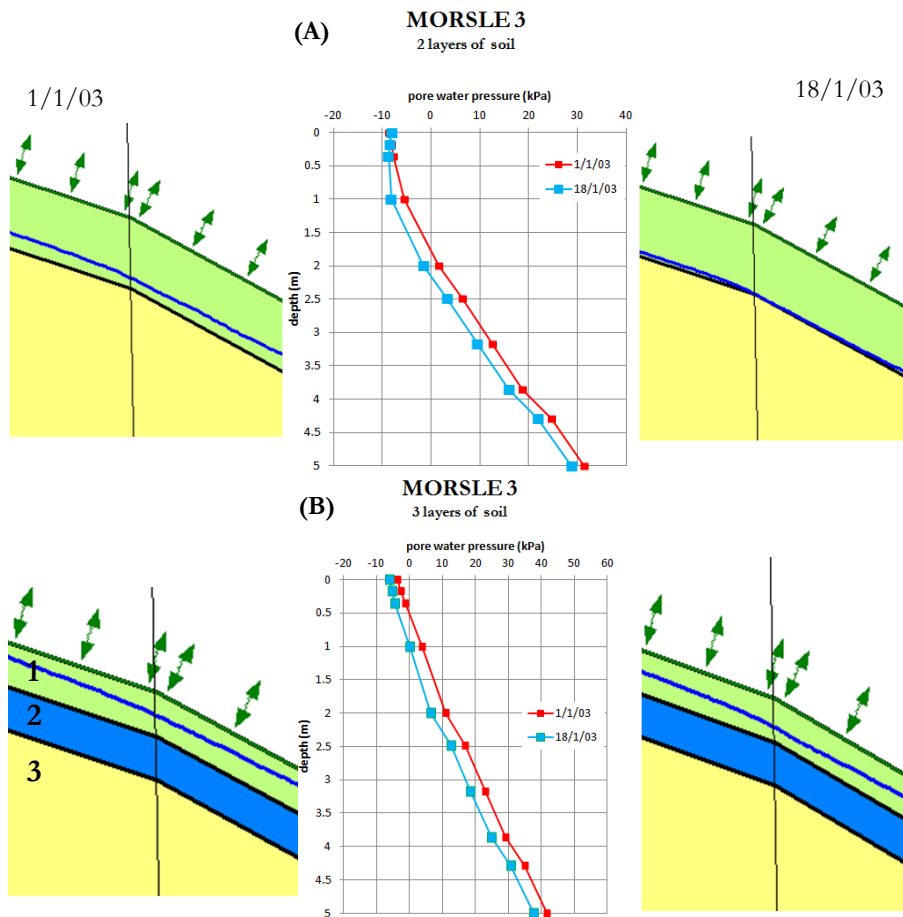 (A)
MORSLE 3
2 layers of soil
1/1/03
18/1/03
pore water pressure (kPa)
-20 -10 0 10 20 30 40
0
0.5
1
1.5
2
2.5
3
3.5
4
4.5
5
depth (m)
1/1/03
18/1/03
(B)
MORSLE 3
3 layers of soil
pore water pressure (kPa)
-20 -10 0 10 20 30 40 50 60
0
0.5
1
1.5
2
2.5
3
3.5
4
4.5
5
depth (m)
1/1/03
18/1/03
1
2
3